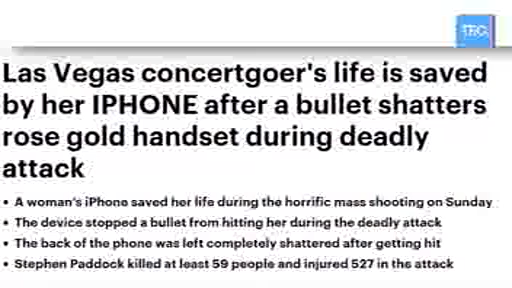 TEC
Las Vegas concertgoer's life is saved
by her IPHONE after a bullet shatters
rose gold handset during deadly
attack
• A woman's iPhone saved her life during the horrific mass shooting on Sunday
• The device stopped a bullet from hitting her during the deadly attack
• The back of the phone was left completely shattered after getting hit
• Stephen Paddock killed at least 59 people and injured 527 in the attack